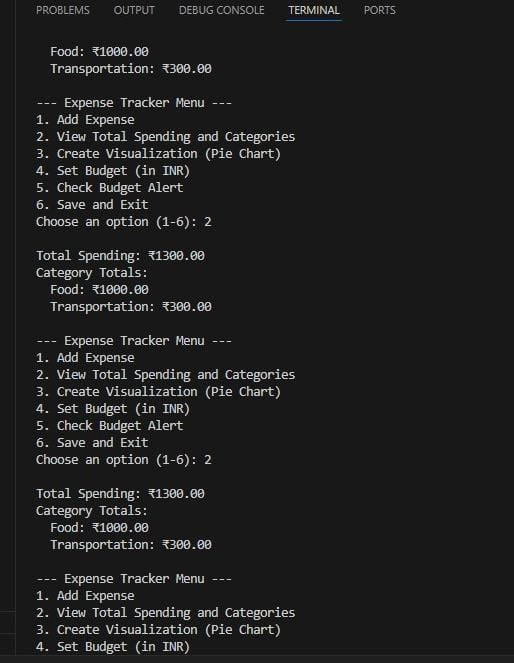 PROBLEMS OUTPUT DEBUG CONSOLE TERMINAL PORTS
Food: ₹1000.00
Transportation: ₹300.00
--- Expense Tracker Menu ---
1. Add Expense
2. View Total Spending and Categories
3. Create Visualization (Pie Chart)
4. Set Budget (in INR)
5. Check Budget Alert
6. Save and Exit
Choose an option (1-6): 2
Total Spending: ₹1300.00
Category Totals:
Food: ₹1000.00
Transportation: ₹300.00
--- Expense Tracker Menu ---
1. Add Expense
2. View Total Spending and Categories
3. Create Visualization (Pie Chart)
4. Set Budget (in INR)
5. Check Budget Alert
6. Save and Exit
Choose an option (1-6): 2
Total Spending: ₹1300.00
Category Totals:
Food: ₹1000.00
Transportation: ₹300.00
--- Expense Tracker Menu ---
1. Add Expense
2. View Total Spending and Categories
3. Create Visualization (Pie Chart)
4. Set Budget (in INR)